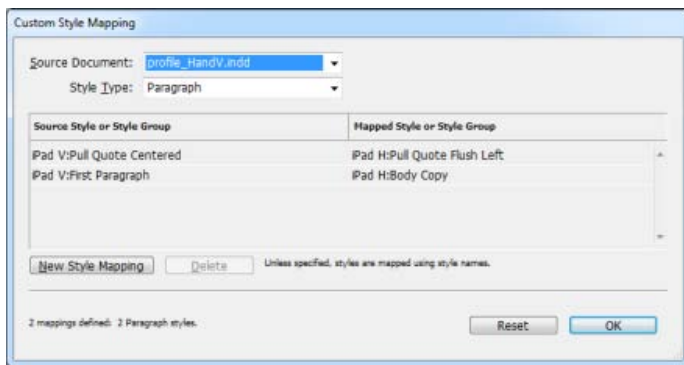 Custom Style Mapping
Source Document: profile_HandV.indd
Style Type: Paragraph
Source Style or Style Group Mapped Style or Style Group
iPad V:Pull Quote Centered iPad H:Pull Quote Flush Left
iPad V:First Paragraph iPad H:Body Copy
New Style Mapping Delete Unless specified, styles are mapped using style names.
2 mappings defined: 2 Paragraph styles.
Reset OK